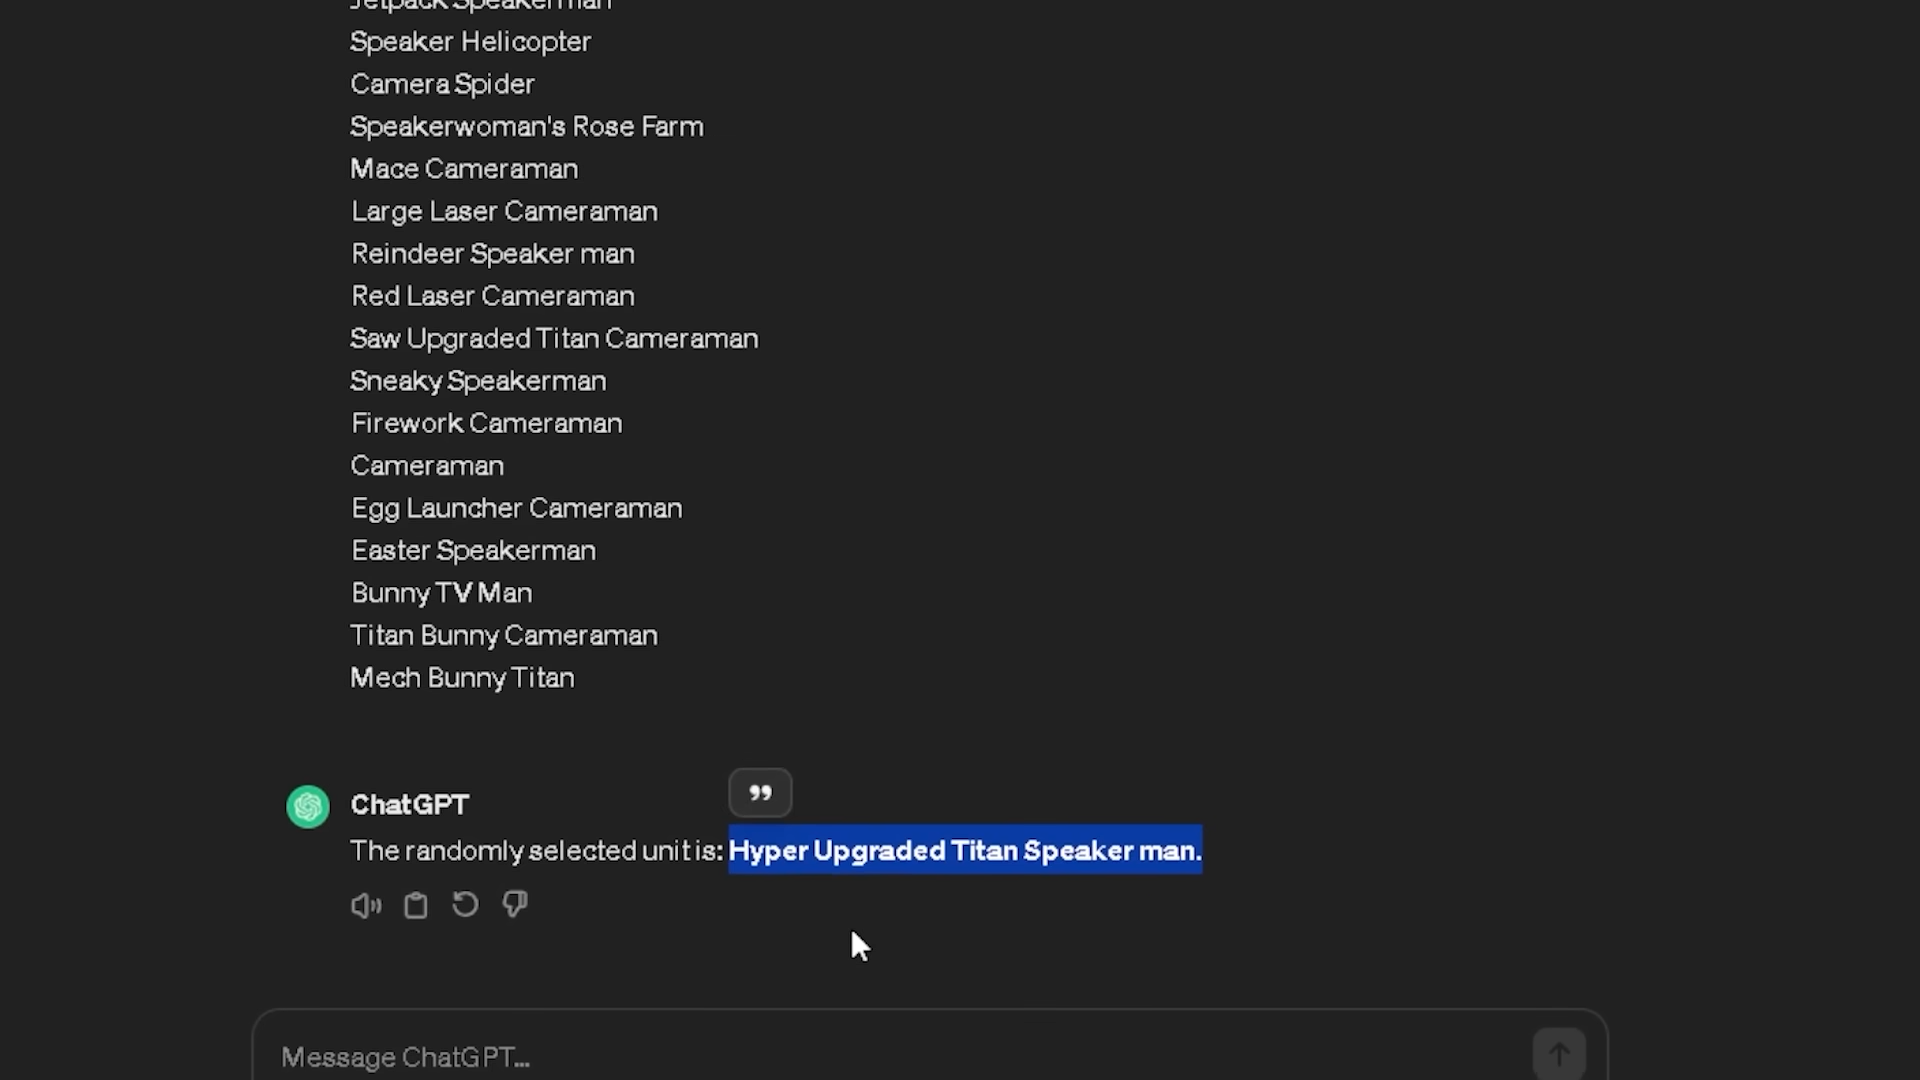 Jetpack Speakerman
Speaker Helicopter
Camera Spider
Speakerwoman's Rose Farm
Mace Cameraman
Large Laser Cameraman
Reindeer Speaker man
Red Laser Cameraman
Saw Upgraded Titan Cameraman
Sneaky Speakerman
Firework Cameraman
Cameraman
Egg Launcher Cameraman
Easter Speakerman
Bunny TV Man
Titan Bunny Cameraman
Mech Bunny Titan
ChatGPT
The randomly selected unit is: Hyper Upgraded Titan Speaker man.
Message ChatGPT...